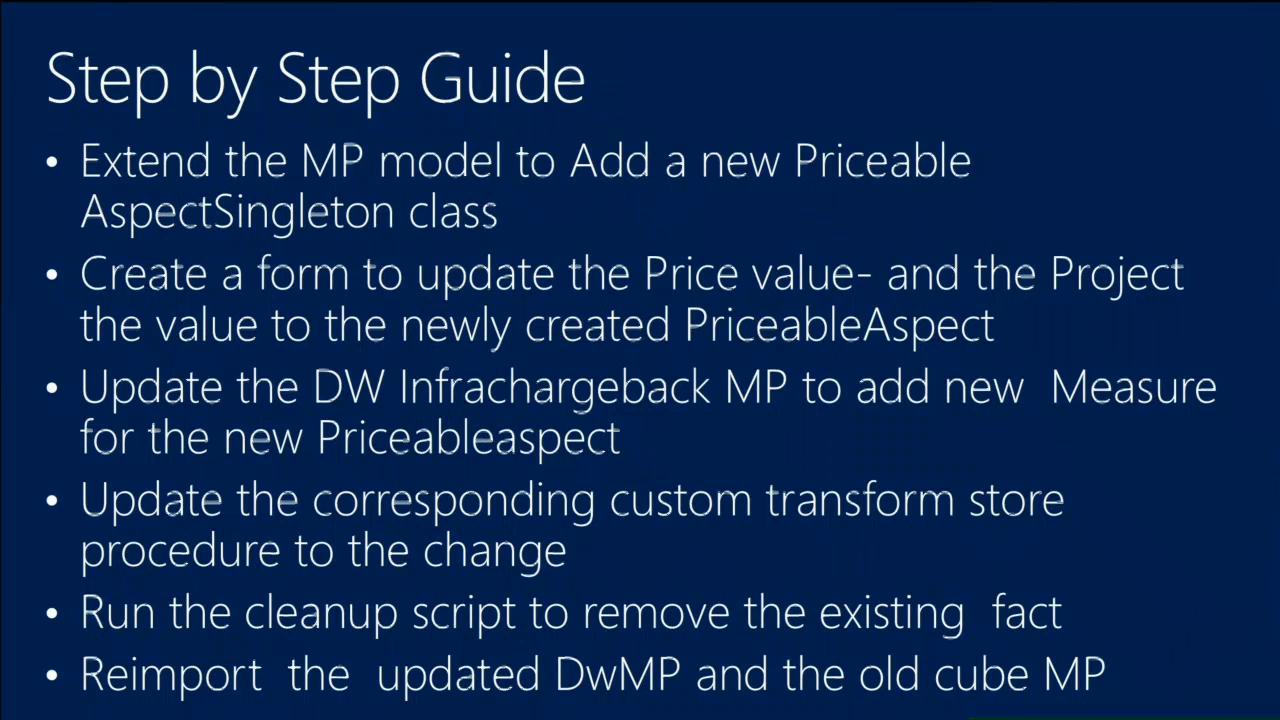 Step by Step Guide
• Extend the MP model to Add a new Priceable
AspectSingleton class
• Create a form to update the Price value- and the Project
the value to the newly created PriceableAspect
• Update the DW Infrachargeback MP to add new  Measure
for the new Priceableaspect
• Update the corresponding custom transform store
procedure to the change
• Run the cleanup script to remove the existing  fact
• Reimport  the  updated DwMP and the old cube MP